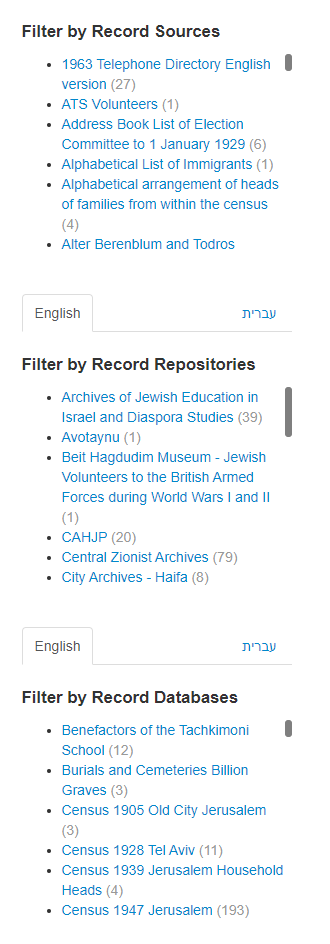 Filter by Record Sources
1963 Telephone Directory English
version (27)
ATS Volunteers (1)
Address Book List of Election
Committee to 1 January 1929 (6)
Alphabetical List of Immigrants (1)
Alphabetical arrangement of heads
of families from within the census
(4)
Alter Berenblum and Todros
English עברית
Filter by Record Repositories
Archives of Jewish Education in
Israel and Diaspora Studies (39)
Avotaynu (1)
Beit Hagdudim Museum - Jewish
Volunteers to the British Armed
Forces during World Wars I and II
(1)
CAHJP (20)
Central Zionist Archives (79)
City Archives - Haifa (8)
English עברית
Filter by Record Databases
Benefactors of the Tachkimoni
School (12)
Burials and Cemeteries Billion
Graves (3)
Census 1905 Old City Jerusalem
(3)
Census 1928 Tel Aviv (11)
Census 1939 Jerusalem Household
Heads (4)
Census 1947 Jerusalem (193)